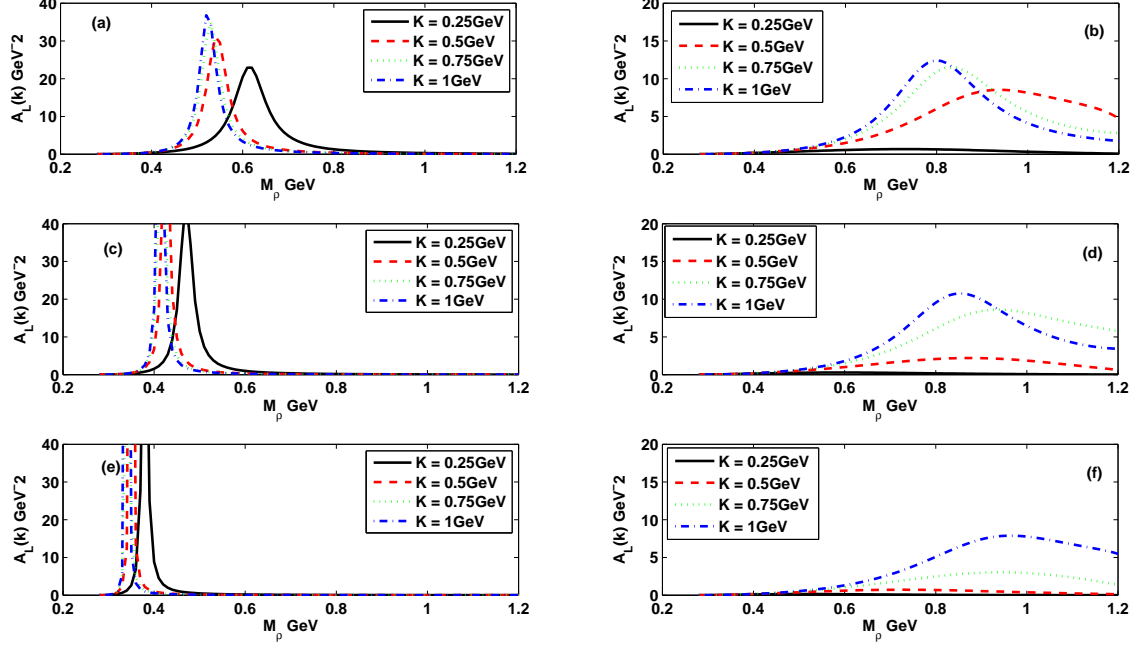 (a)
K = 0.25GeV
K = 0.5GeV
K = 0.75GeV
K = 1GeV
A_L(k) GeV^-2
40
30
20
10
0
0.2 0.4 0.6 0.8 1 1.2
M_ρ GeV
(b)
K = 0.25GeV
K = 0.5GeV
K = 0.75GeV
K = 1GeV
A_L(k) GeV^-2
20
15
10
5
0
0.2 0.4 0.6 0.8 1 1.2
M_ρ GeV
(c)
K = 0.25GeV
K = 0.5GeV
K = 0.75GeV
K = 1GeV
A_L(k) GeV^-2
40
30
20
10
0
0.2 0.4 0.6 0.8 1 1.2
M_ρ GeV
(d)
K = 0.25GeV
K = 0.5GeV
K = 0.75GeV
K = 1GeV
A_L(k) GeV^-2
20
15
10
5
0
0.2 0.4 0.6 0.8 1 1.2
M_ρ GeV
(e)
K = 0.25GeV
K = 0.5GeV
K = 0.75GeV
K = 1GeV
A_L(k) GeV^-2
40
30
20
10
0
0.2 0.4 0.6 0.8 1 1.2
M_ρ GeV
(f)
K = 0.25GeV
K = 0.5GeV
K = 0.75GeV
K = 1GeV
A_L(k) GeV^-2
20
15
10
5
0
0.2 0.4 0.6 0.8 1 1.2
M_ρ GeV